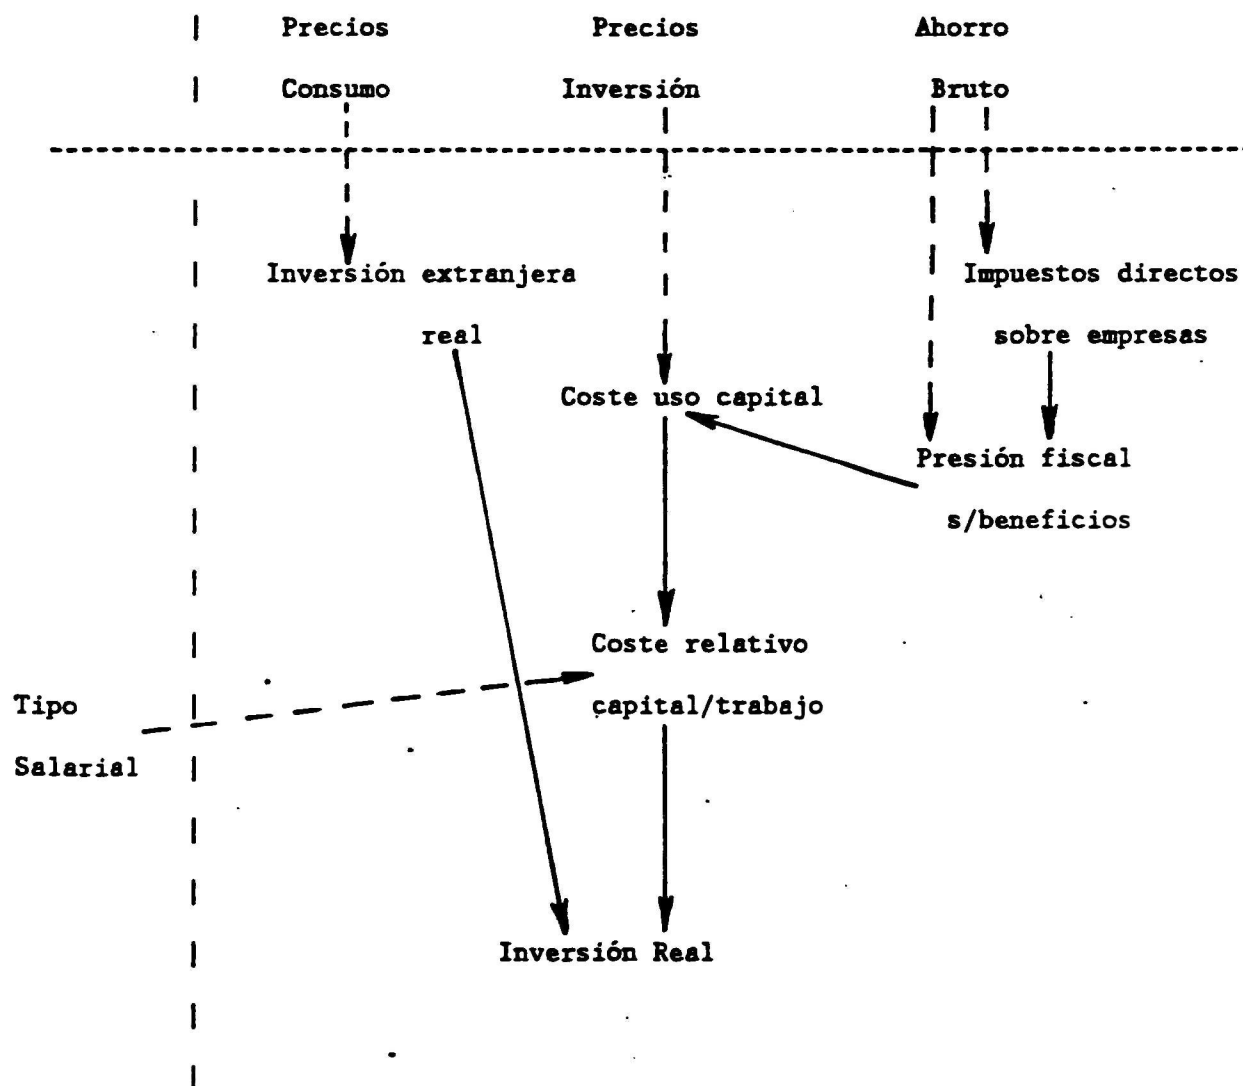 Precios Precios Ahorro
Consumo Inversión Bruto
Inversión extranjera Impuestos directos
real sobre empresas
Coste uso capital
Presión fiscal
s/beneficios
Coste relativo
Tipo capital/trabajo
Salarial
Inversión Real